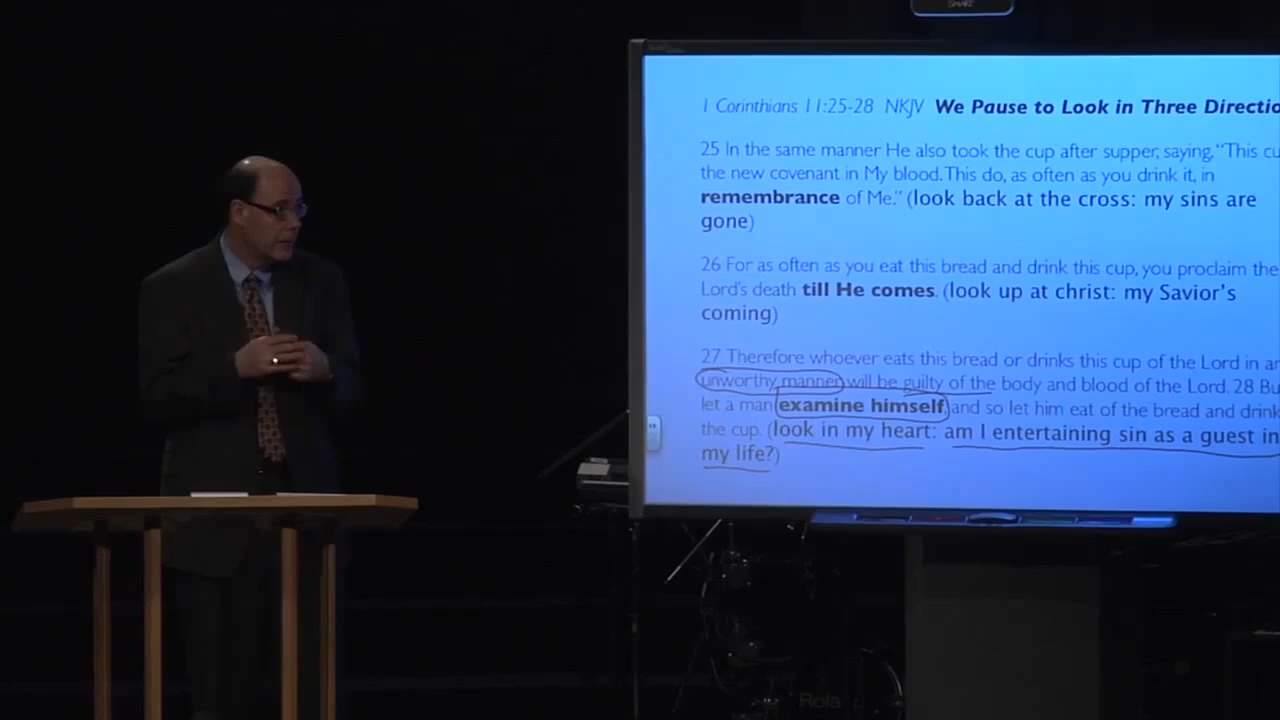 SMART
1 Corinthians 11:25-28 NKJV We Pause to Look in Three Directio
25 In the same manner He also took the cup after supper, saying, "This cu
the new covenant in My blood. This do, as often as you drink it, in
remembrance of Me." (look back at the cross: my sins are
gone)
26 For as often as you eat this bread and drink this cup, you proclaim the
Lord's death till He comes. (look up at christ: my Savior's
coming)
27 Therefore whoever eats this bread or drinks this cup of the Lord in an
unworthy manner will be guilty of the body and blood of the Lord. 28 Bu
let a man examine himself, and so let him eat of the bread and drink
the cup. (look in my heart: am I entertaining sin as a guest in
my life?)
Rola